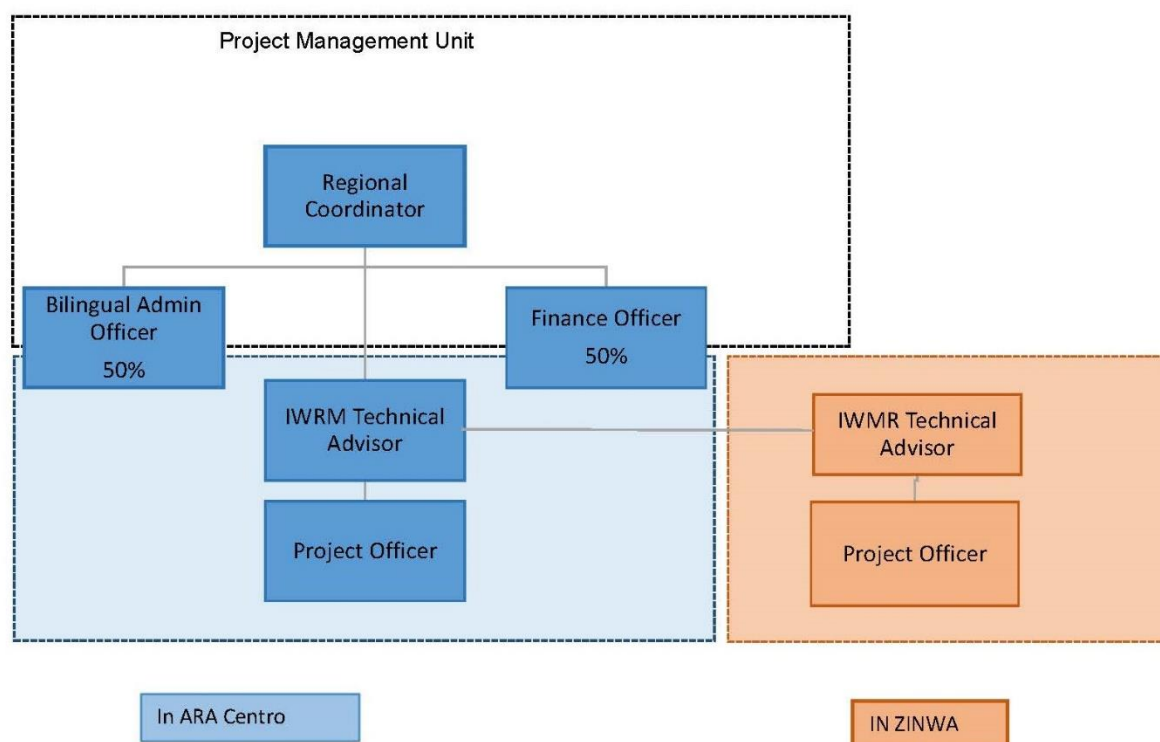 Project Management Unit
Regional
Coordinator
Bilingual Admin
Officer
50%
Finance Officer
50%
IWRM Technical
Advisor
IWMR Technical
Advisor
Project Officer
Project Officer
In ARA Centro
IN ZINWA